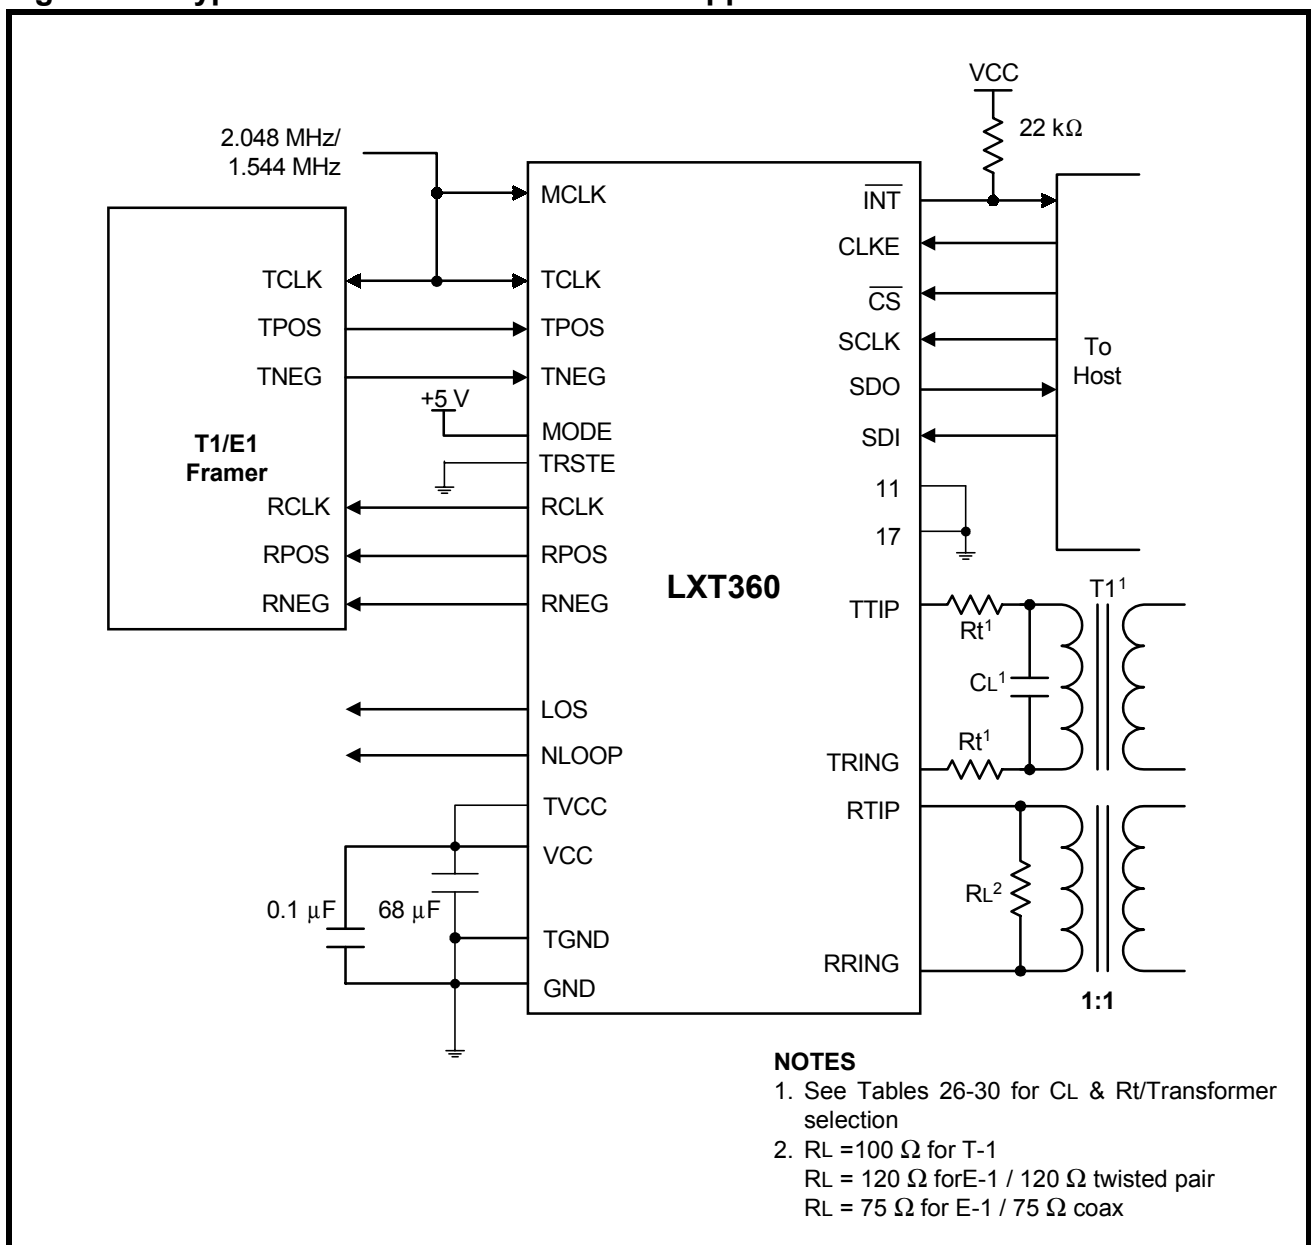 VCC
22 kΩ
2.048 MHz/
1.544 MHz
MCLK
INT
CLKE
TCLK
TCLK
CS
TPOS
TPOS
SCLK
To
Host
TNEG
TNEG
SDO
+5 V
MODE
SDI
T1/E1
Framer
TRSTE
11
RCLK
RCLK
17
RPOS
RPOS
LXT360
RNEG
RNEG
TTIP
Rt¹
T1¹
CL¹
LOS
NLOOP
TRING
Rt¹
TVCC
RTIP
VCC
0.1 µF
68 µF
RL²
TGND
RRING
GND
1:1
NOTES
1. See Tables 26-30 for CL & Rt/Transformer
selection
2. RL =100 Ω for T-1
RL = 120 Ω forE-1 / 120 Ω twisted pair
RL = 75 Ω for E-1 / 75 Ω coax